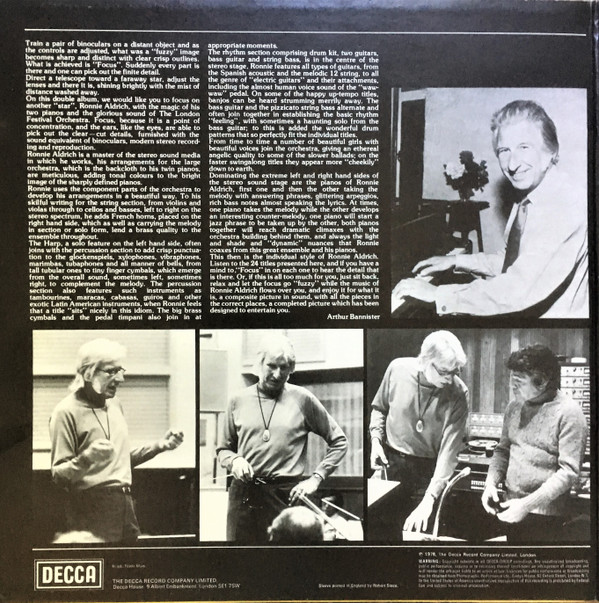 Train a pair of binoculars on a distant object and as
the controls are adjusted, what was a "fuzzy" image
becomes sharp and distinct with clear crisp outlines.
What is achieved is "Focus". Suddenly every part is
there and one can pick out the finite detail.
Direct a telescope toward a faraway star, adjust the
lenses and there it is, shining brightly with the mist of
distance washed away.
On this double album, we would like you to focus on
another "star", Ronnie Aldrich, with the magic of his
two pianos and the glorious sound of The London
Festival Orchestra. Focus, because it is a point of
concentration, and the ears, like the eyes, are able to
pick out the clear—cut details, furnished with the
sound equivalent of binoculars, modern stereo record-
ing and reproduction.
Ronnie Aldrich is a master of the stereo sound media
in which he works, his arrangements for the large
orchestra, which is the backcloth to his twin pianos,
are meticulous, adding tonal colours to the bright
image of the sharply defined pianos.
Ronnie uses the component parts of the orchestra to
develop his arrangements in a beautiful way. To his
skilful writing for the string section, from violins and
violas through to cellos and basses, left to right on the
stereo spectrum, he adds French horns, placed on the
right hand side, which as well as carrying the melody
in section or solo form, lend a brass quality to the
ensemble throughout.
The Harp, a solo feature on the left hand side, often
joins with the percussion section to add crisp punctua-
tion to the glockenspiels, xylophones, vibraphones,
marimbas, tubaphones and all manner of bells, from
tall tubular ones to tiny finger cymbals, which emerge
from the overall sound, sometimes left, sometimes
right, to complement the melody. The percussion
section also features such instruments as
tambourines, maracas, cabasas, guiros and other
exotic Latin American instruments, when Ronnie feels
that a title "sits" nicely in this idiom. The big brass
cymbals and the pedal timpani also join in at
appropriate moments.
The rhythm section comprising drum kit, two guitars,
bass guitar and string bass, is in the centre of the
stereo stage, Ronnie features all types of guitars, from
the Spanish acoustic and the melodic 12 string, to all
the genre of "electric guitars" and their attachments,
including the almost human voice sound of the "waw-
waw" pedal. On some of the happy up-tempo titles,
banjos can be heard strumming merrily away. The
bass guitar and the pizzicato string bass alternate and
often join together in establishing the basic rhythm
"feeling", with sometimes a haunting solo from the
bass guitar; to this is added the wonderful drum
patterns that so perfectly fit the individual titles.
From time to time a number of beautiful girls with
beautiful voices join the orchestra, giving an ethereal
angelic quality to some of the slower ballads; on the
faster swingalong titles they appear more "cheekily"
down to earth.
Dominating the extreme left and right hand sides of
the stereo sound stage are the pianos of Ronnie
Aldrich, first one and then the other taking the
melody with answering phrases, glittering arpeggios,
rich bass notes almost speaking the lyrics. At times,
one piano takes the melody while the other develops
an interesting counter-melody, one piano will start a
jazz phrase to be taken up by the other, both pianos
together will reach dramatic climaxes with the
orchestra building behind them, and always the light
and shade and "dynamic" nuances that Ronnie
coaxes from this great ensemble and his pianos.
This then is the individual style of Ronnie Aldrich.
Listen to the 24 titles presented here, and if you have a
mind to,"Focus" in on each one to hear the detail that
is there. Or, if this is all too much for you, just sit back,
relax and let the focus go "fuzzy" while the music of
Ronnie Aldrich flows over you, and enjoy it for what it
is, a composite picture in sound, with all the pieces in
the correct places, a completed picture which has been
designed to entertain you.
Arthur Bannister
DECCA
THE DECCA RECORD COMPANY LIMITED,
Decca House 9 Albert Embankment London SE1 7SW
Sleeve printed in England by Robert Stace.
℗ 1976, The Decca Record Company Limited, London